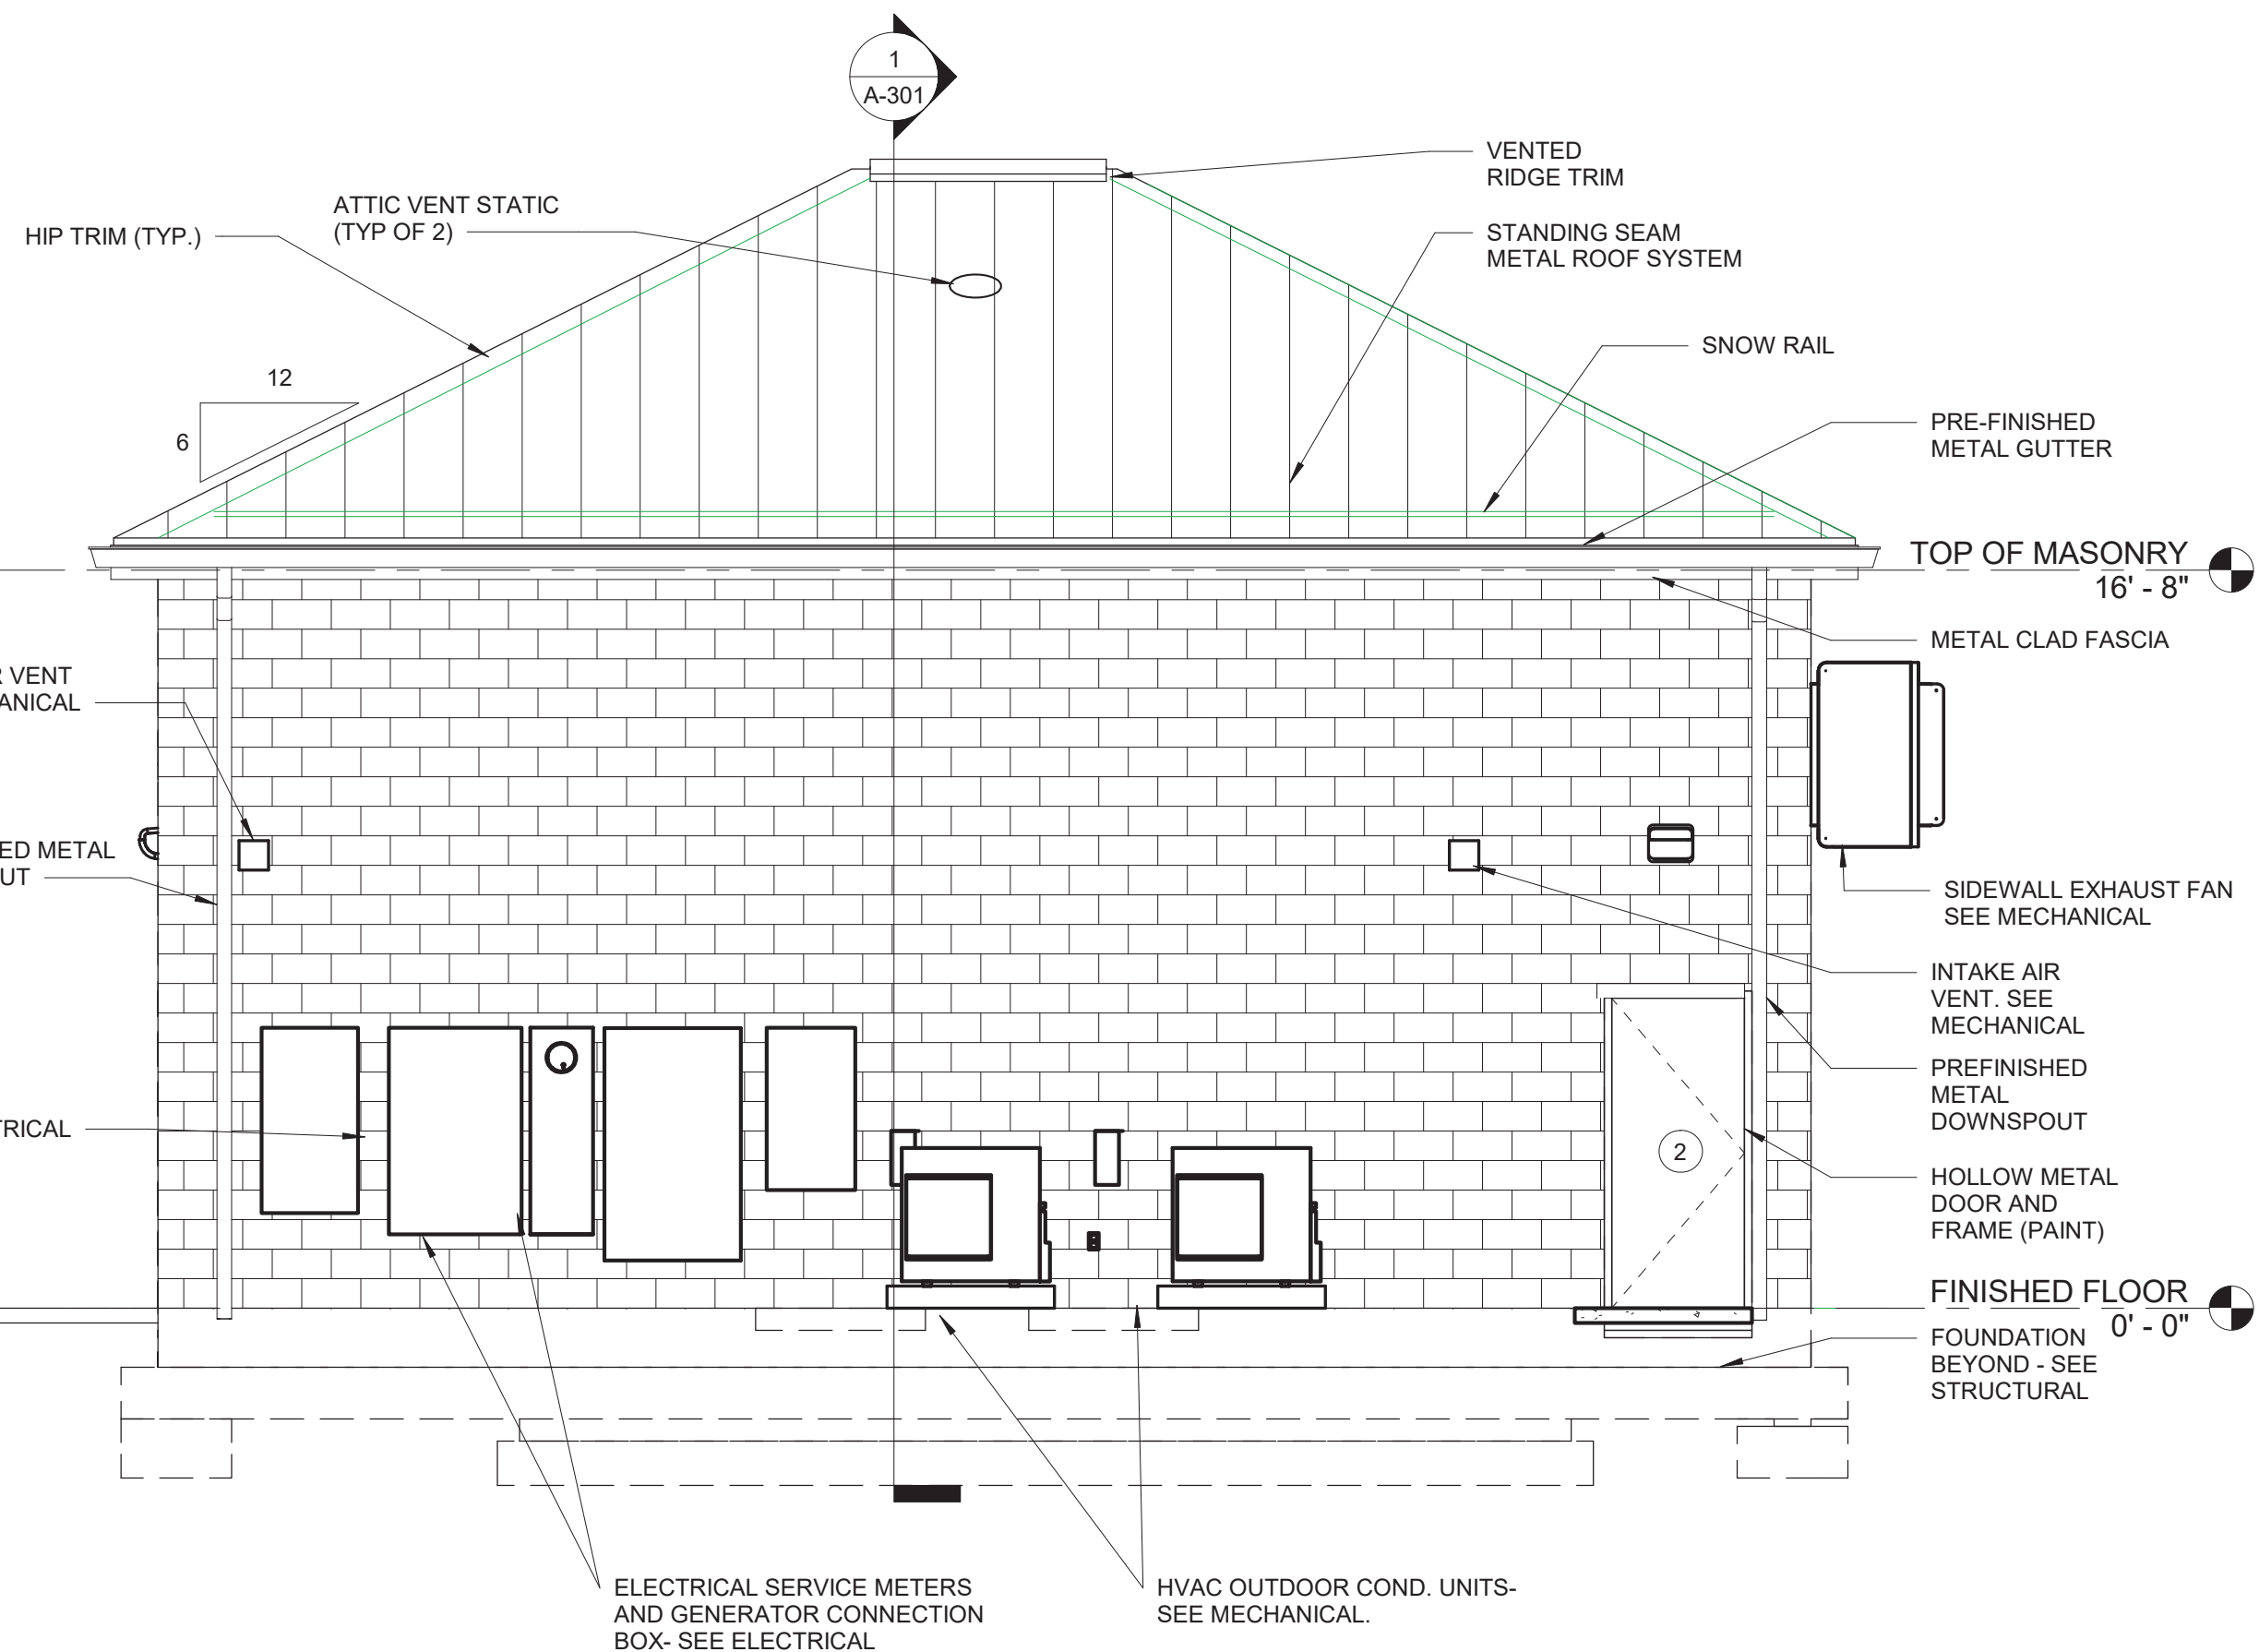 1
A-301
VENTED
RIDGE TRIM
ATTIC VENT STATIC
(TYP OF 2)
HIP TRIM (TYP.)
STANDING SEAM
METAL ROOF SYSTEM
SNOW RAIL
12
6
PRE-FINISHED
METAL GUTTER
TOP OF MASONRY
16' - 8"
METAL CLAD FASCIA
R VENT
ANICAL
ED METAL
UT
SIDEWALL EXHAUST FAN
SEE MECHANICAL
INTAKE AIR
VENT. SEE
MECHANICAL
PREFINISHED
METAL
DOWNSPOUT
TRICAL
2
HOLLOW METAL
DOOR AND
FRAME (PAINT)
FINISHED FLOOR
0' - 0"
FOUNDATION
BEYOND - SEE
STRUCTURAL
ELECTRICAL SERVICE METERS
AND GENERATOR CONNECTION
BOX- SEE ELECTRICAL
HVAC OUTDOOR COND. UNITS-
SEE MECHANICAL.